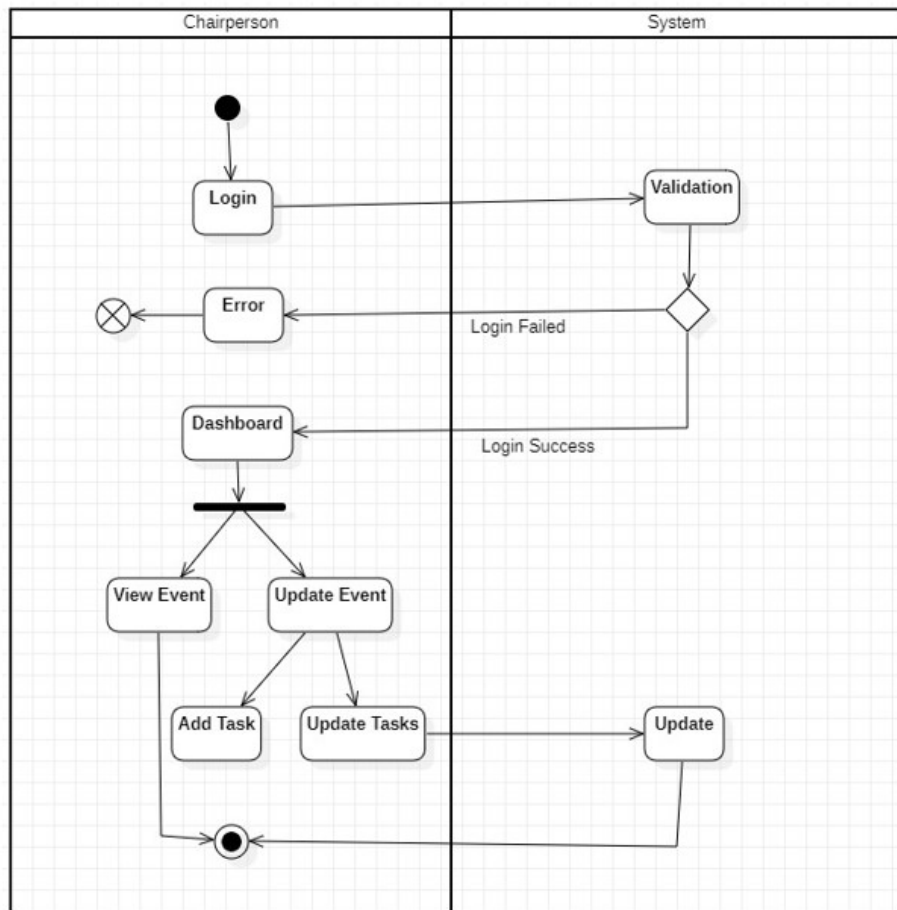 Chairperson
System
Login
Validation
Error
Login Failed
Dashboard
Login Success
View Event
Update Event
Add Task
Update Tasks
Update